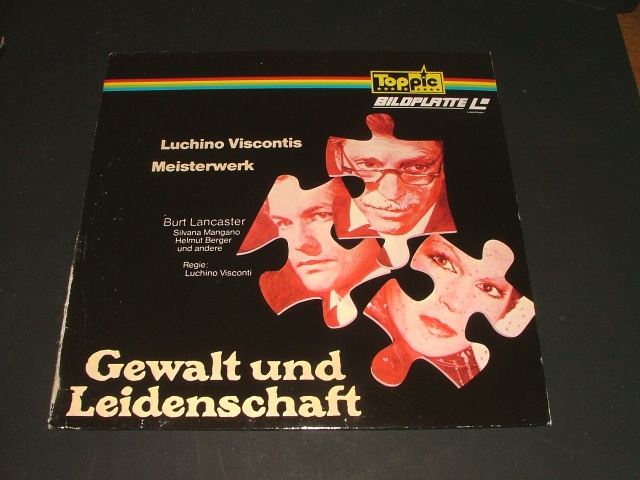 Toppic
BILDPLATTE
Luchino Viscontis
Meisterwerk
Burt Lancaster
Silvana Mangano
Helmut Berger
und andere
Regie:
Luchino Visconti
Gewalt und
Leidenschaft